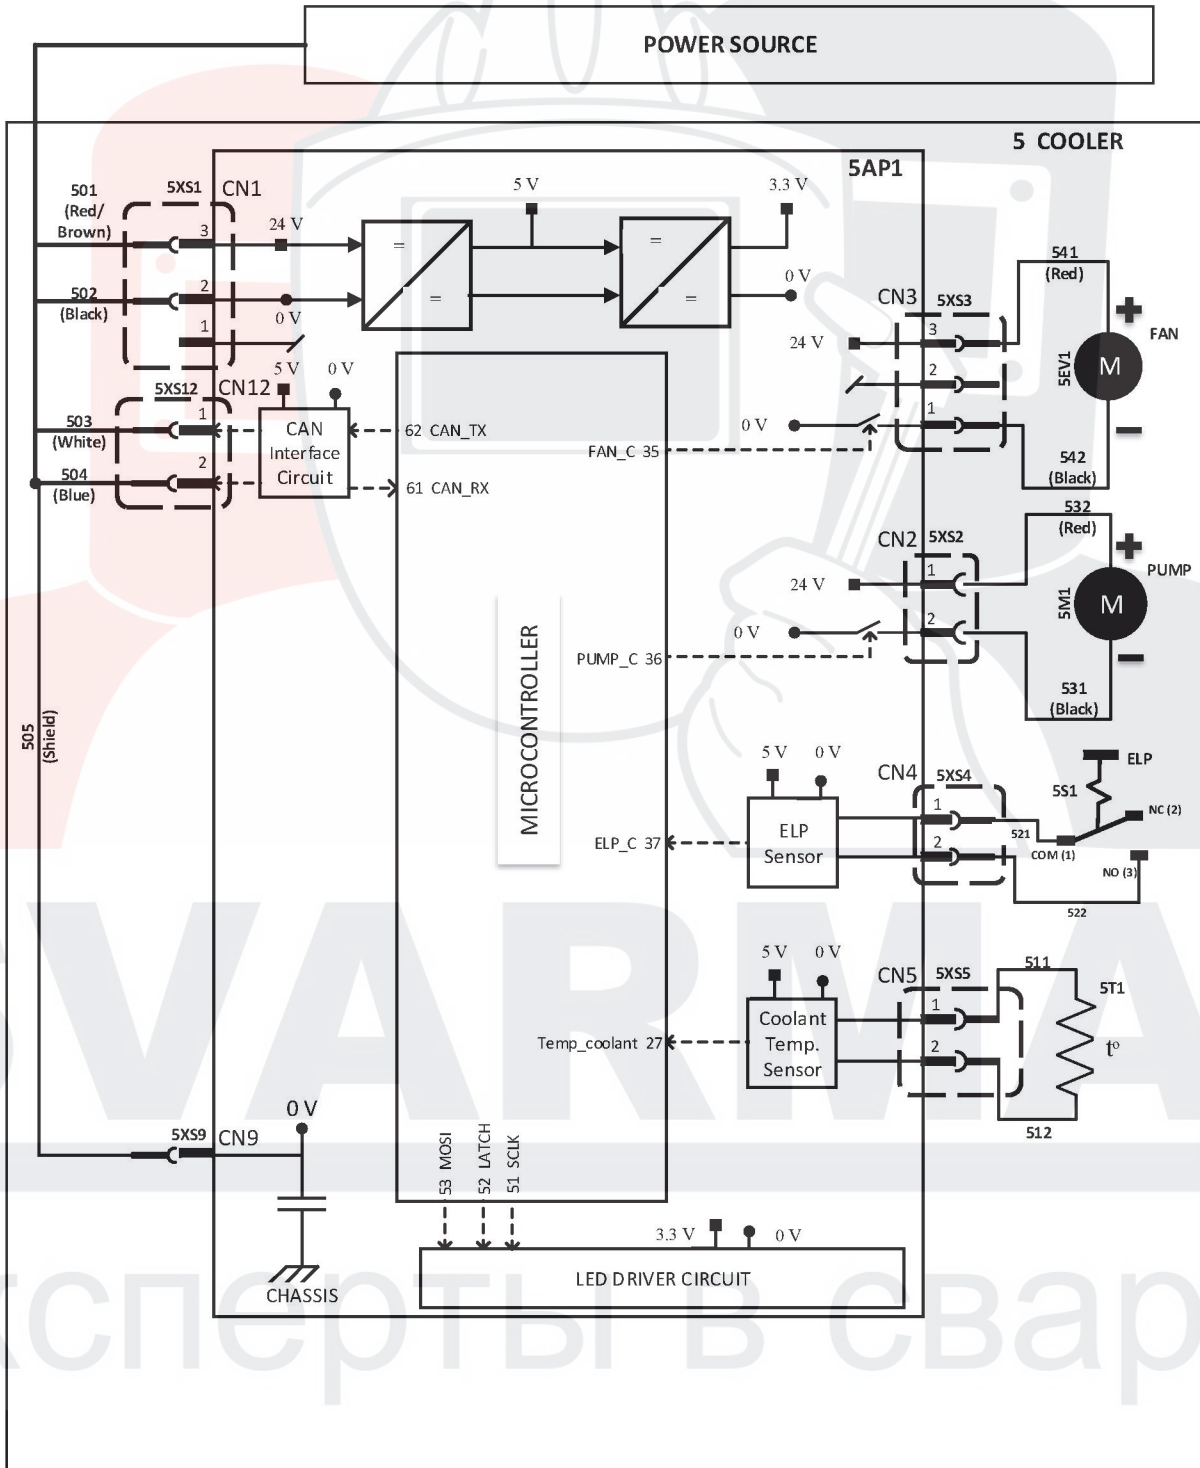 POWER SOURCE
5 COOLER
5AP1
501
(Red/
Brown)
5XS1
CN1
3
24 V
5 V
3.3 V
=
=
=
=
502
(Black)
2
0 V
0 V
1
CN3
5XS3
541
(Red)
24 V
3
FAN
5EV1
M
2
0 V
1
542
(Black)
5XS12
CN12
5 V
0 V
503
(White)
1
CAN
Interface
Circuit
62 CAN_TX
FAN_C 35
504
(Blue)
2
61 CAN_RX
CN2
5XS2
532
(Red)
24 V
1
PUMP
5M1
M
0 V
2
PUMP_C 36
531
(Black)
MICROCONTROLLER
505
(Shield)
5 V
0 V
CN4
5XS4
ELP
5S1
1
NC (2)
521
ELP_C 37
ELP
Sensor
2
COM (1)
NO (3)
522
5 V
0 V
CN5
5XS5
511
5T1
1
Temp_coolant 27
Coolant
Temp.
Sensor
2
t°
512
0 V
5XS9
CN9
53 MOSI
52 LATCH
51 SCLK
3.3 V
0 V
LED DRIVER CIRCUIT
CHASSIS
SVARMA
ксперты в свар